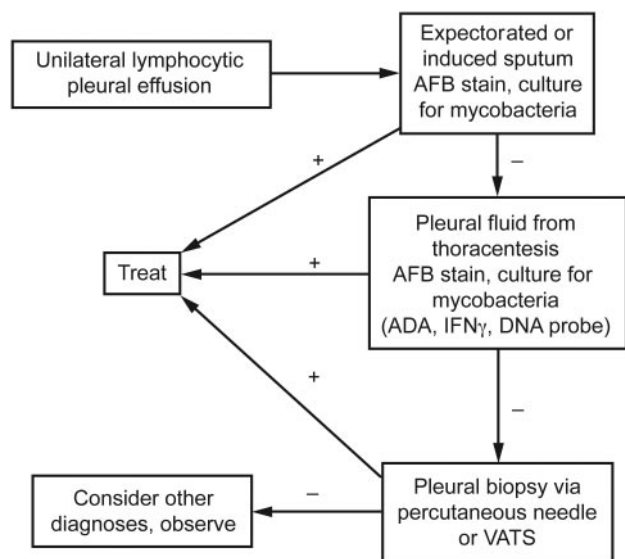 Unilateral lymphocytic
pleural effusion
Expectorated or
induced sputum
AFB stain, culture
for mycobacteria
+
–
Pleural fluid from
thoracentesis
AFB stain, culture for
mycobacteria
(ADA, IFNγ, DNA probe)
Treat
+
+
–
Pleural biopsy via
percutaneous needle
or VATS
–
Consider other
diagnoses, observe